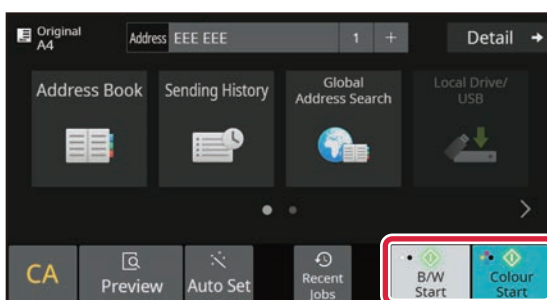 Original
A4
Address EEE EEE 1 +
Detail
Address Book
Sending History
Global
Address Search
Local Drive/
USB
CA
Preview
Auto Set
Recent
Jobs
B/W
Start
Colour
Start